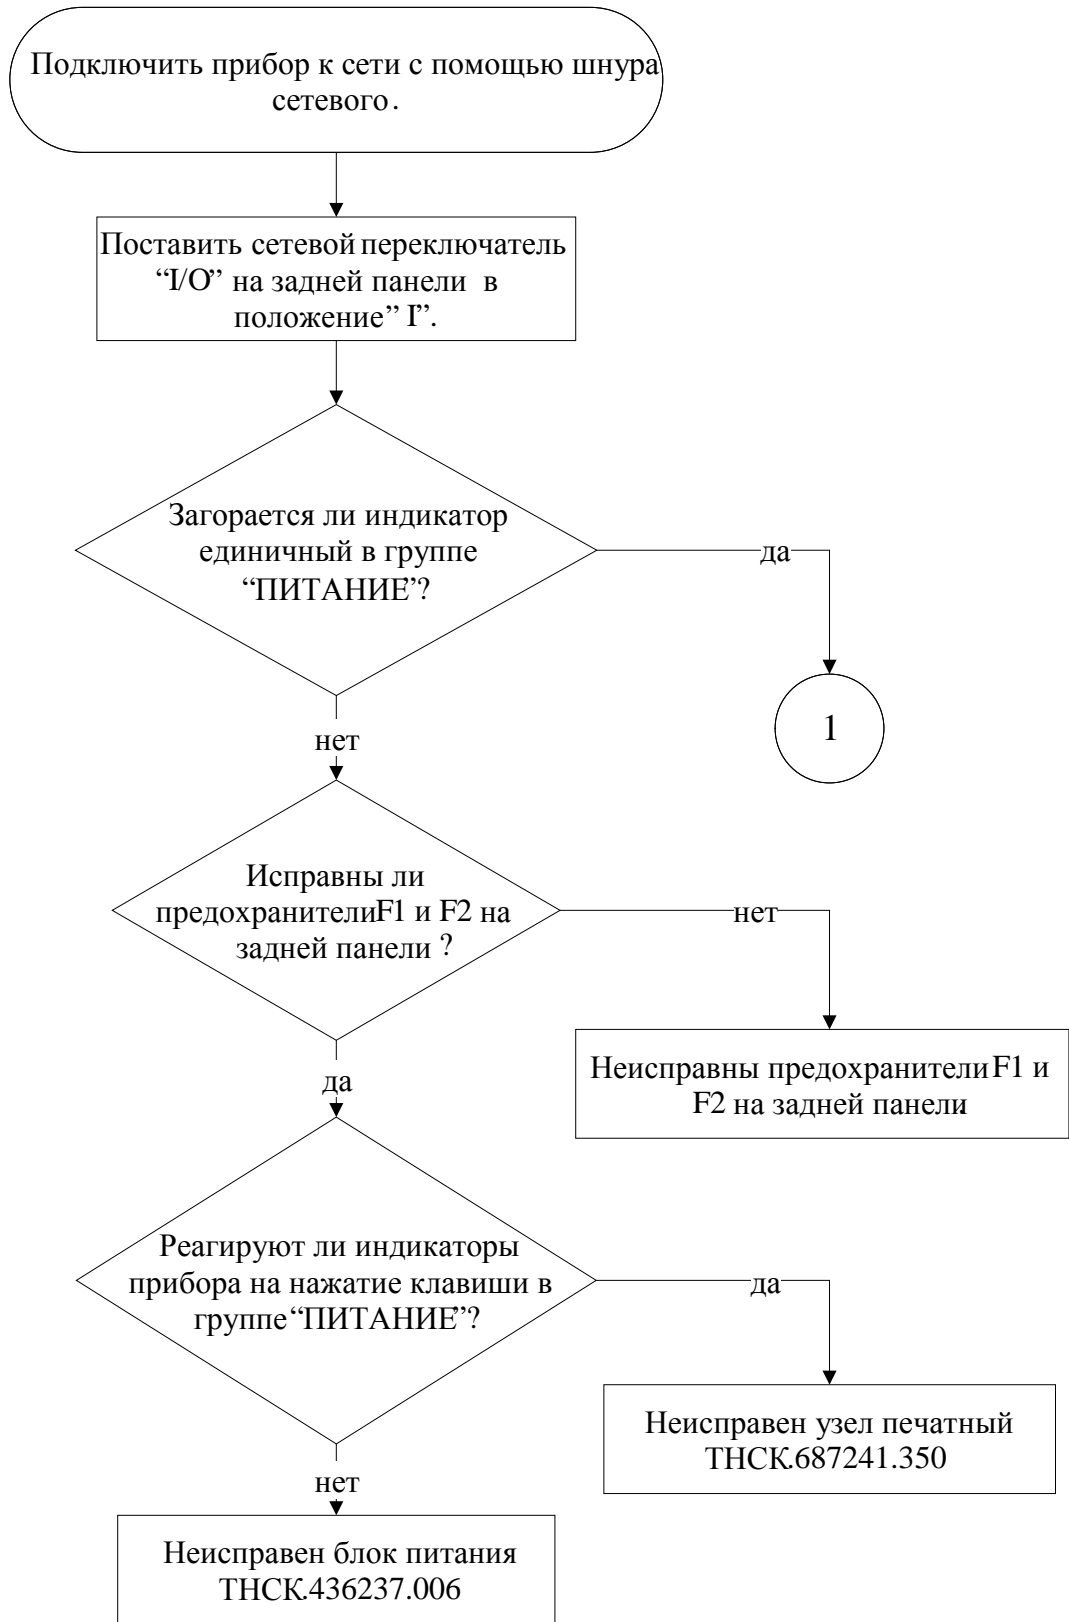 Подключить прибор к сети с помощью шнура
сетевого.
Поставить сетевой переключатель
“I/O” на задней панели в
положение” I”.
Загорается ли индикатор
единичный в группе
“ПИТАНИЕ”?
да
1
нет
Исправны ли
предохранители F1 и F2 на
задней панели ?
нет
Неисправны предохранители F1 и
F2 на задней панели.
да
Реагируют ли индикаторы
прибора на нажатие клавиши в
группе “ПИТАНИЕ”?
да
Неисправен узел печатный
ТНСК.687241.350
нет
Неисправен блок питания
ТНСК.436237.006